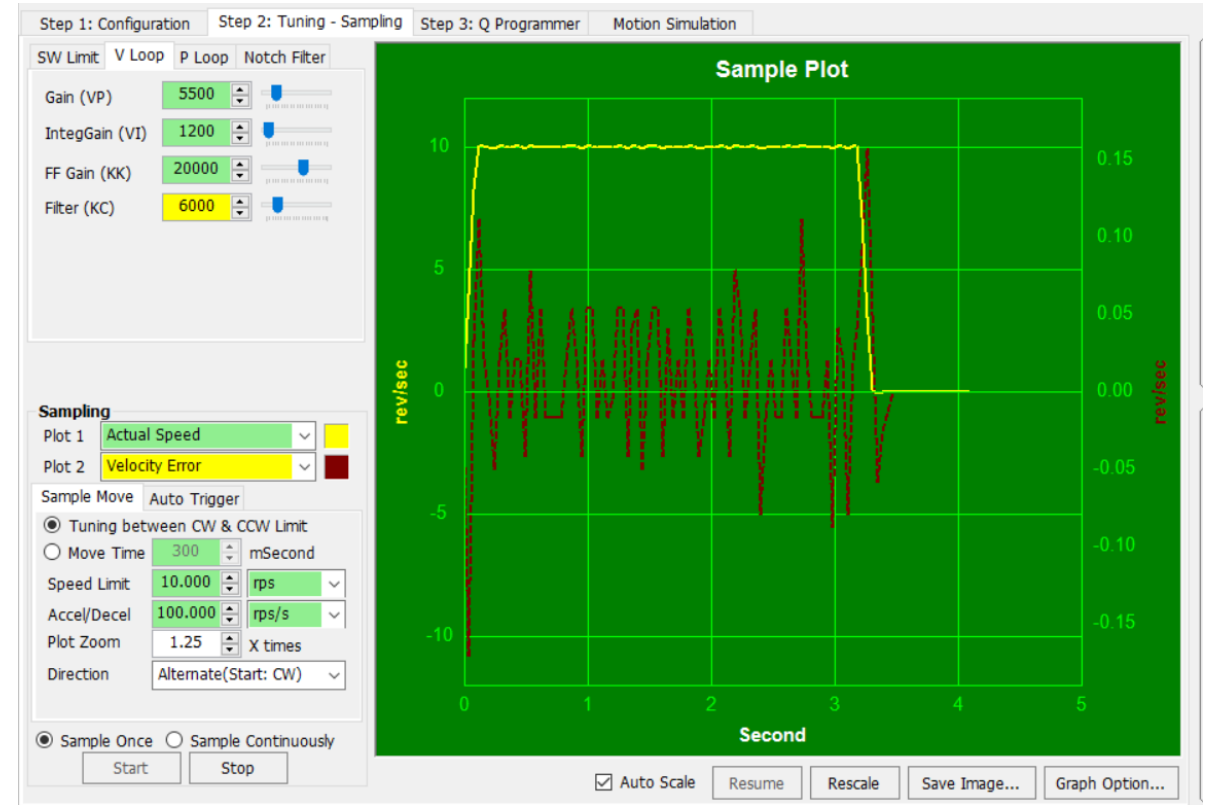 Step 1: Configuration Step 2: Tuning - Sampling Step 3: Q Programmer Motion Simulation
SW Limit V Loop P Loop Notch Filter
Gain (VP) 5500
IntegGain (VI) 1200
FF Gain (KK) 20000
Filter (KC) 6000
Sampling
Plot 1 Actual Speed
Plot 2 Velocity Error
Sample Move Auto Trigger
Tuning between CW & CCW Limit
Move Time 300 mSecond
Speed Limit 10.000 rps
Accel/Decel 100.000 rps/s
Plot Zoom 1.25 X times
Direction Alternate(Start: CW)
Sample Once Sample Continuously
Start Stop
Sample Plot
10 0.15
0.10
5
0.05
0 0.00
rev/sec rev/sec
-0.05
-5
-0.10
-10 -0.15
0 1 2 3 4 5
Second
Auto Scale Resume Rescale Save Image... Graph Option...